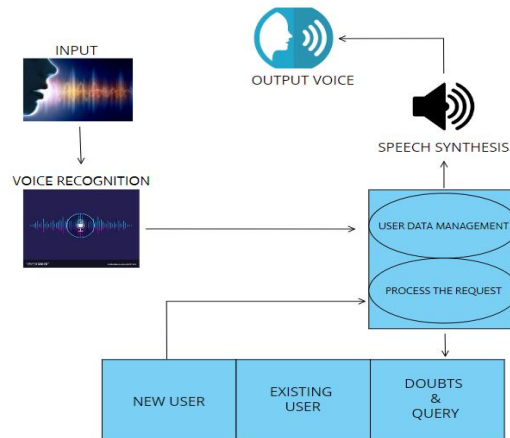 INPUT
OUTPUT VOICE
SPEECH SYNTHESIS
VOICE RECOGNITION
USER DATA MANAGEMENT
PROCESS THE REQUEST
NEW USER
EXISTING
USER
DOUBTS
&
QUERY